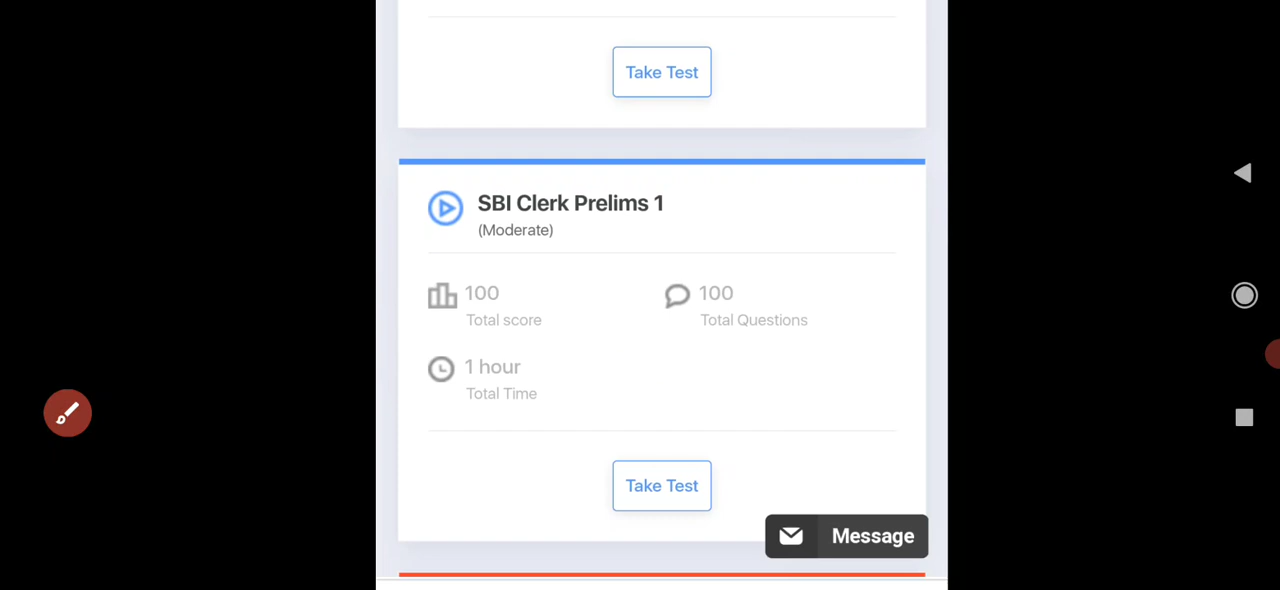 Take Test
SBI Clerk Prelims 1
(Moderate)
100
Total score
100
Total Questions
1 hour
Total Time
Take Test
Message